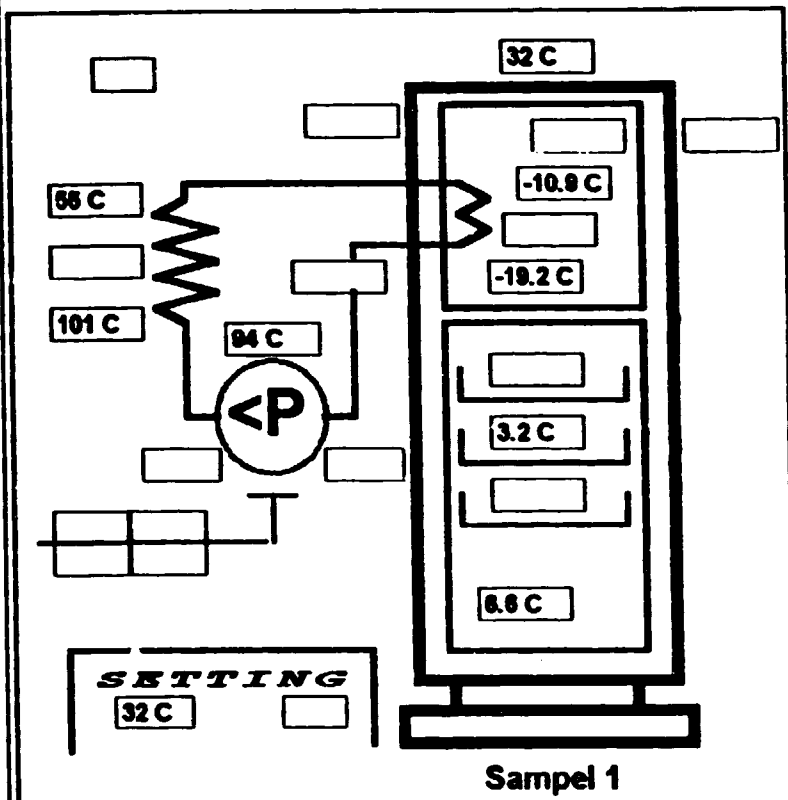 32 C
-10.9 C
55 C
-19.2 C
101 C
94 C
<P
3.2 C
6.6 C
SETTING
32 C
Sampel 1